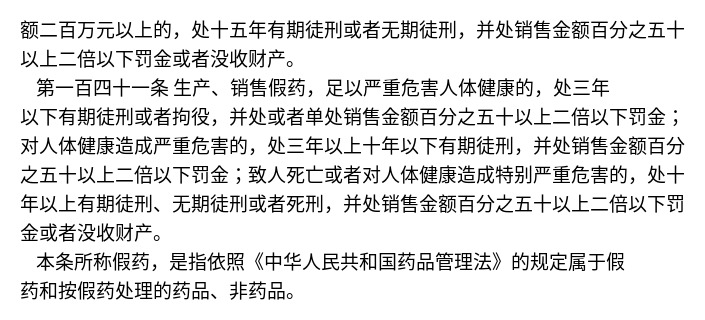 额二百万元以上的，处十五年有期徒刑或者无期徒刑，并处销售金额百分之五十
以上二倍以下罚金或者没收财产。
第一百四十一条 生产、销售假药，足以严重危害人体健康的，处三年
以下有期徒刑或者拘役，并处或者单处销售金额百分之五十以上二倍以下罚金；
对人体健康造成严重危害的，处三年以上十年以下有期徒刑，并处销售金额百分
之五十以上二倍以下罚金；致人死亡或者对人体健康造成特别严重危害的，处十
年以上有期徒刑、无期徒刑或者死刑，并处销售金额百分之五十以上二倍以下罚
金或者没收财产。
本条所称假药，是指依照《中华人民共和国药品管理法》的规定属于假
药和按假药处理的药品、非药品。